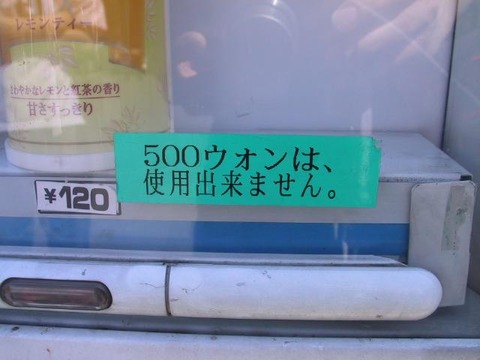 レモンティー
さわやかなレモンと紅茶の香り
甘さすっきり
500ウォンは、
使用出来ません。
¥120